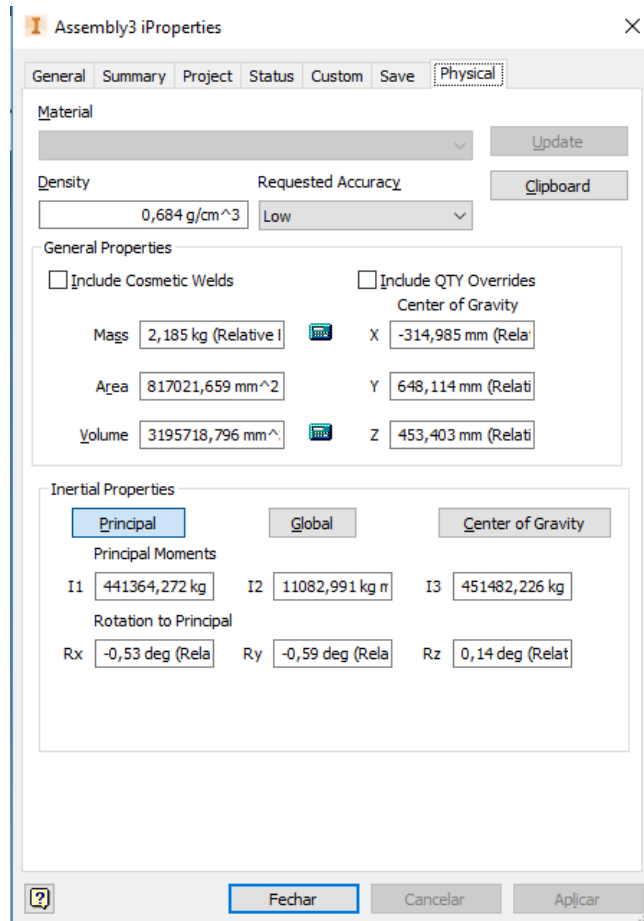 Assembly3 iProperties
General Summary Project Status Custom Save Physical
Material
Update
Density Requested Accuracy Clipboard
0,684 g/cm^3 Low
General Properties
Include Cosmetic Welds Include QTY Overrides
Center of Gravity
Mass 2,185 kg (Relative X -314,985 mm (Rela
Area 817021,659 mm^2 Y 648,114 mm (Relati
Volume 3195718,796 mm^ Z 453,403 mm (Relati
Inertial Properties
Principal Global Center of Gravity
Principal Moments
I1 441364,272 kg I2 11082,991 kg m I3 451482,226 kg
Rotation to Principal
Rx -0,53 deg (Rela Ry -0,59 deg (Rela Rz 0,14 deg (Relat
Fechar Cancelar Aplicar